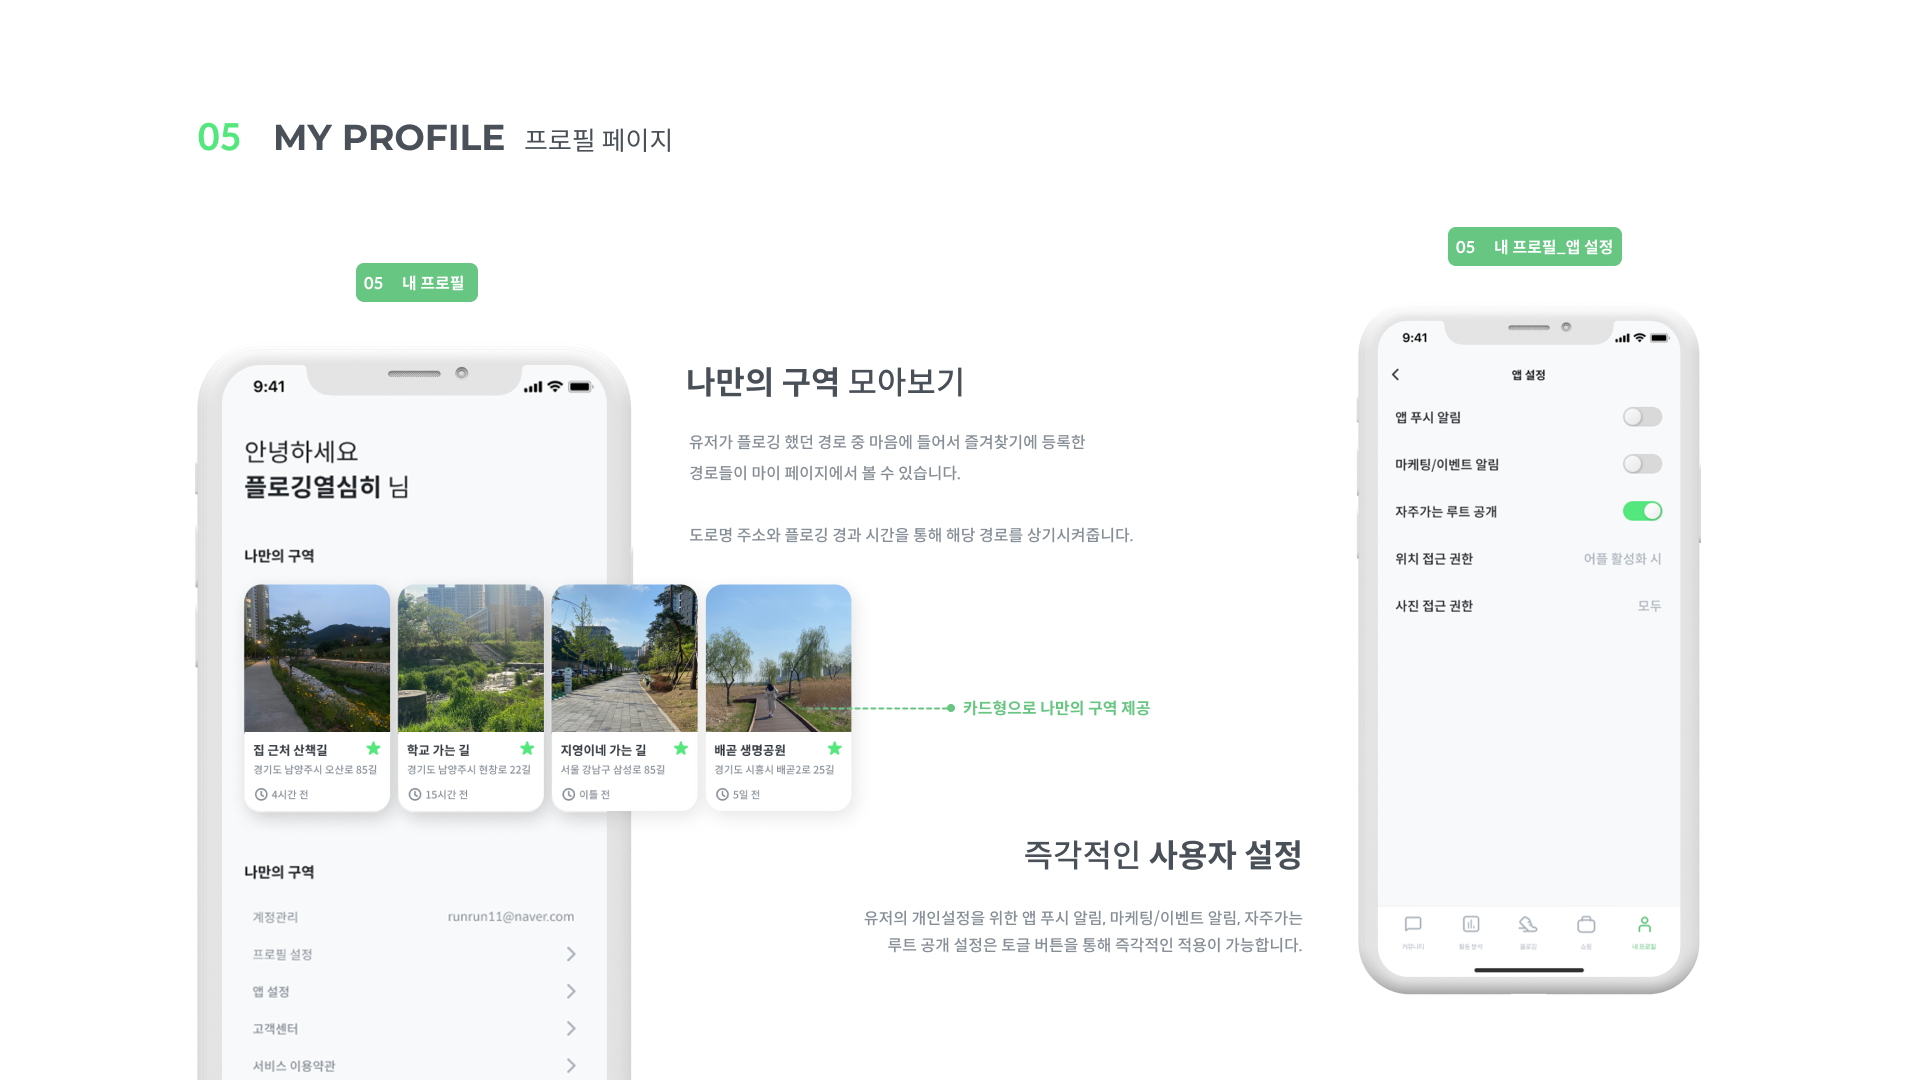 05 MY PROFILE 프로필 페이지
05 내 프로필
9:41
안녕하세요
플로깅열심히 님
나만의 구역
집 근처 산책길
경기도 남양주시 오산로 85길
4시간 전
학교 가는 길
경기도 남양주시 현창로 22길
15시간 전
지영이네 가는 길
서울 강남구 삼성로 85길
이틀 전
배곧 생명공원
경기도 시흥시 배곧2로 25길
5일 전
나만의 구역
계정관리 runrun11@naver.com
프로필 설정
앱 설정
고객센터
서비스 이용약관
나만의 구역 모아보기
유저가 플로깅 했던 경로 중 마음에 들어서 즐겨찾기에 등록한
경로들이 마이 페이지에서 볼 수 있습니다.
도로명 주소와 플로깅 경과 시간을 통해 해당 경로를 상기시켜줍니다.
카드형으로 나만의 구역 제공
즉각적인 사용자 설정
유저의 개인설정을 위한 앱 푸시 알림, 마케팅/이벤트 알림, 자주가는
루트 공개 설정은 토글 버튼을 통해 즉각적인 적용이 가능합니다.
05 내 프로필_앱 설정
9:41
앱 설정
앱 푸시 알림
마케팅/이벤트 알림
자주가는 루트 공개
위치 접근 권한 어플 활성화 시
사진 접근 권한 모두
커뮤니티 활동 분석 플로깅 쇼핑 내 프로필